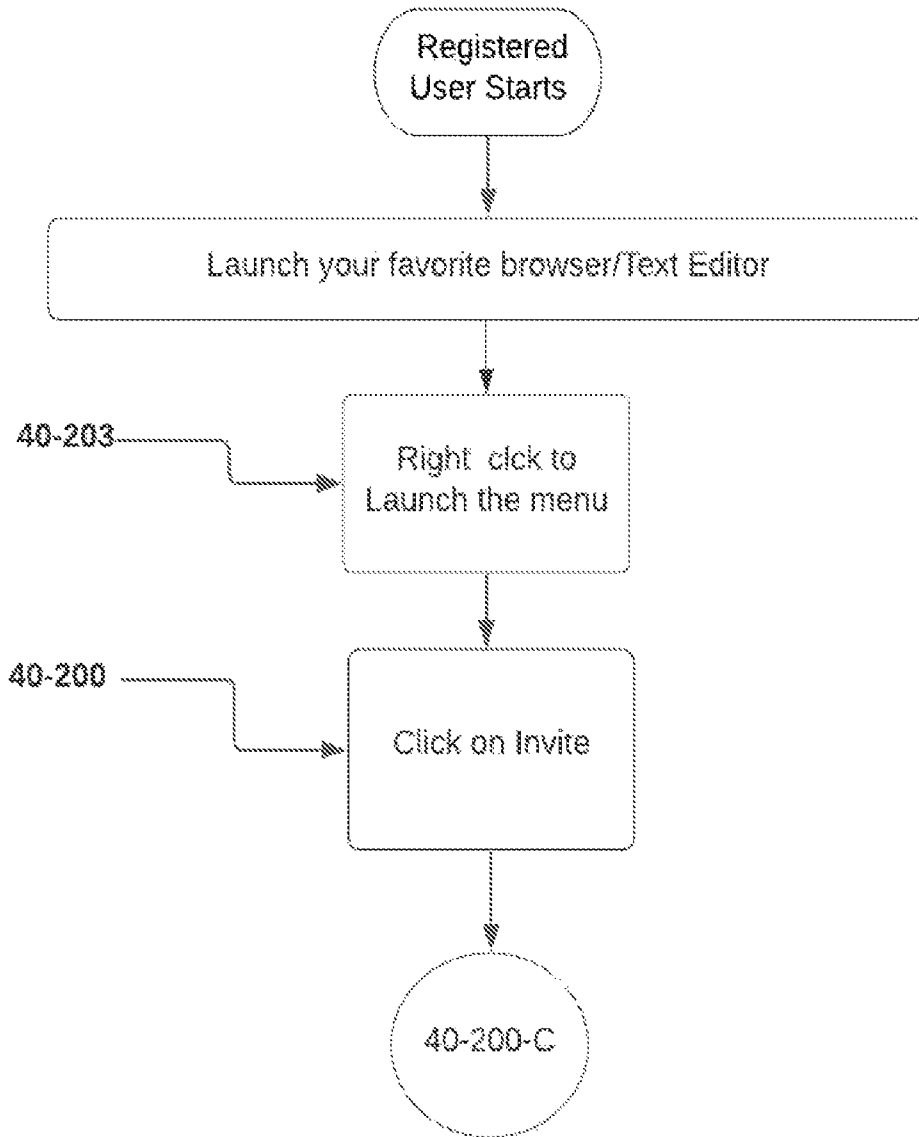 Registered
User Starts
Launch your favorite browser/Text Editor
40-203
Right clck to
Launch the menu
40-200
Click on Invite
40-200-C